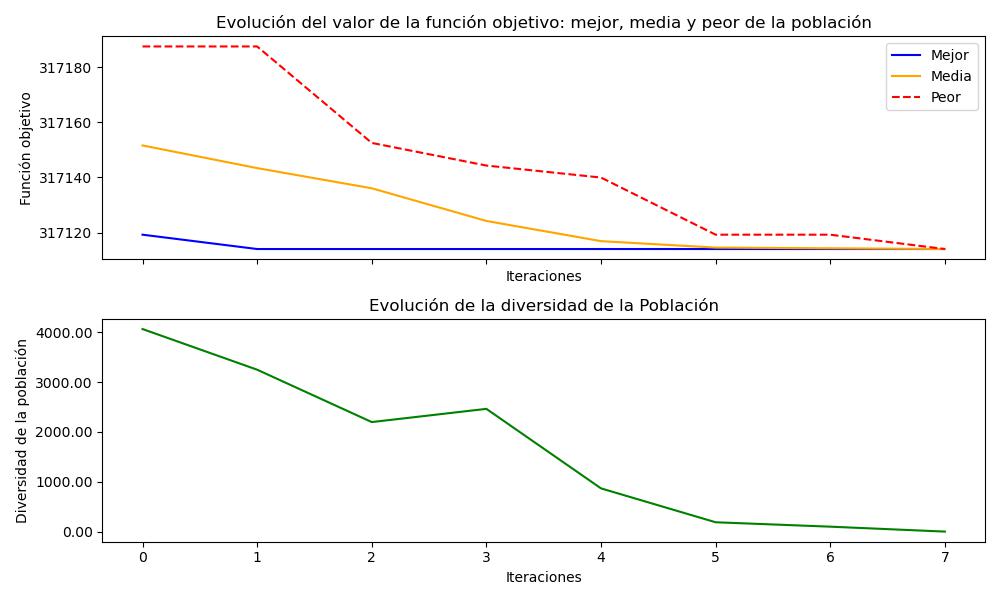 Evolución del valor de la función objetivo: mejor, media y peor de la población
Función objetivo
317180
317160
317140
317120
Mejor
Media
Peor
Iteraciones
Evolución de la diversidad de la Población
Diversidad de la población
4000.00
3000.00
2000.00
1000.00
0.00
0 1 2 3 4 5 6 7
Iteraciones